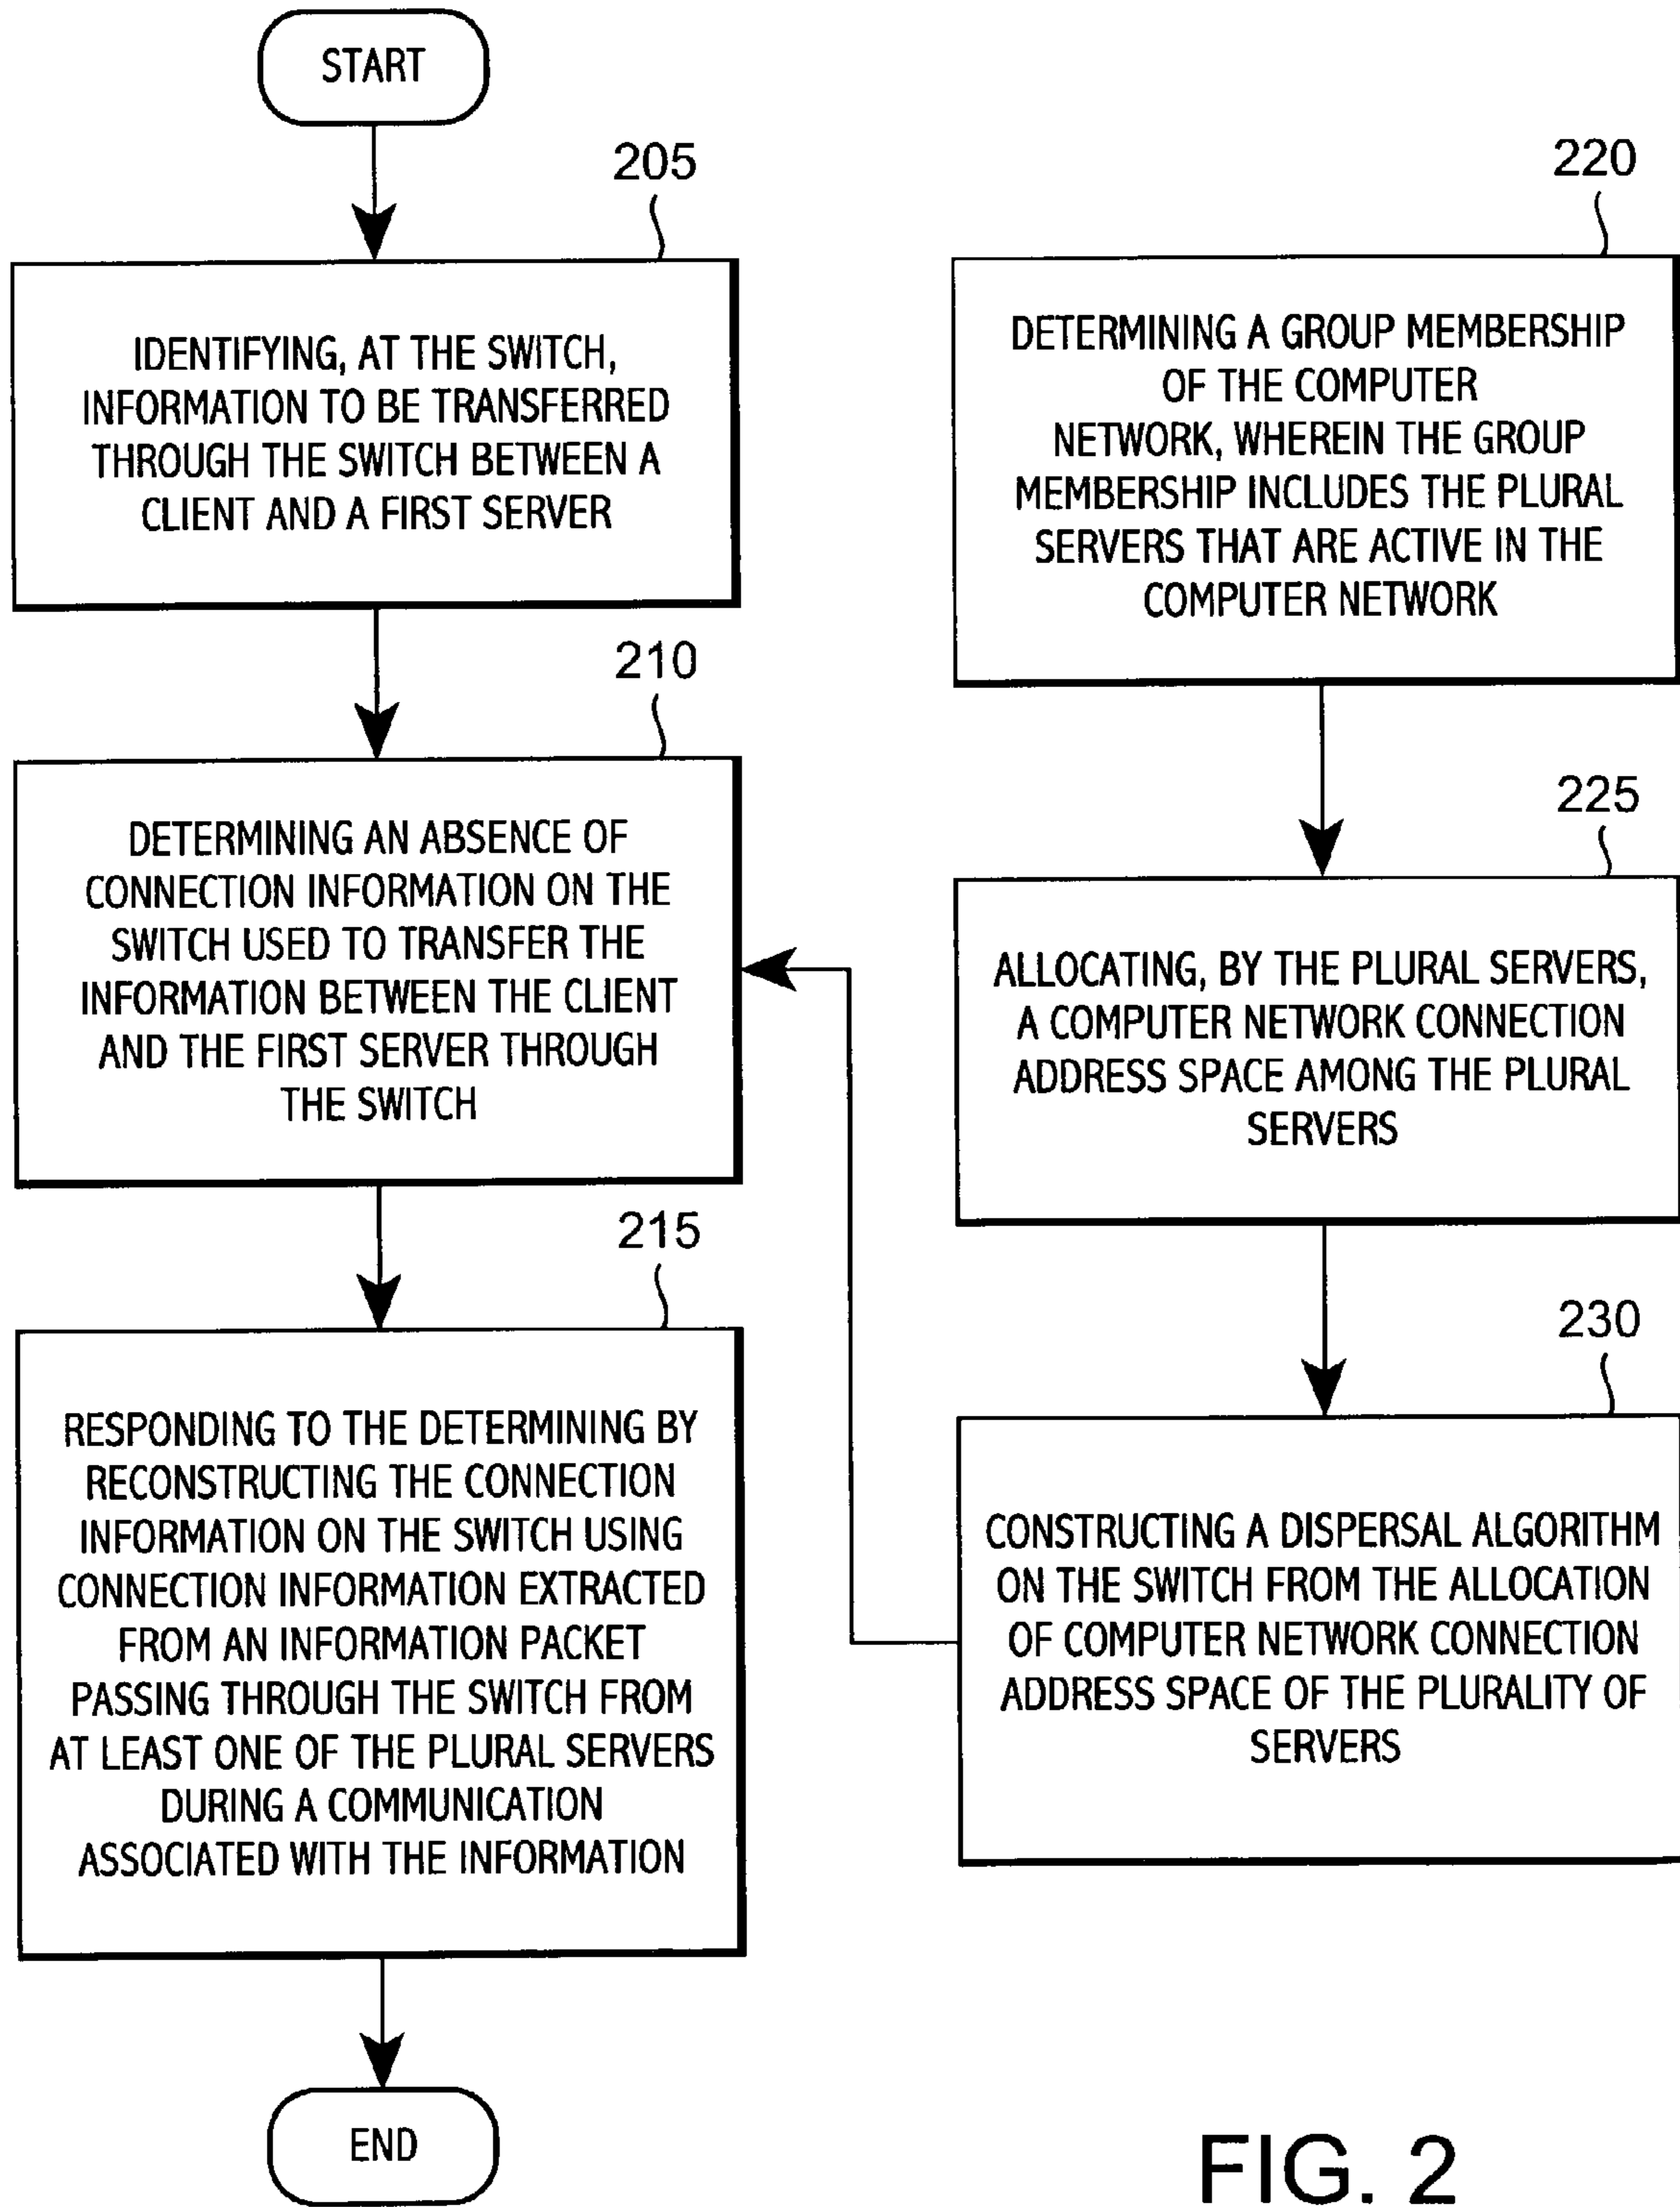 START
205
IDENTIFYING, AT THE SWITCH,
INFORMATION TO BE TRANSFERRED
THROUGH THE SWITCH BETWEEN A
CLIENT AND A FIRST SERVER
210
DETERMINING AN ABSENCE OF
CONNECTION INFORMATION ON THE
SWITCH USED TO TRANSFER THE
INFORMATION BETWEEN THE CLIENT
AND THE FIRST SERVER THROUGH
THE SWITCH
215
RESPONDING TO THE DETERMINING BY
RECONSTRUCTING THE CONNECTION
INFORMATION ON THE SWITCH USING
CONNECTION INFORMATION EXTRACTED
FROM AN INFORMATION PACKET
PASSING THROUGH THE SWITCH FROM
AT LEAST ONE OF THE PLURAL SERVERS
DURING A COMMUNICATION
ASSOCIATED WITH THE INFORMATION
END
220
DETERMINING A GROUP MEMBERSHIP
OF THE COMPUTER
NETWORK, WHEREIN THE GROUP
MEMBERSHIP INCLUDES THE PLURAL
SERVERS THAT ARE ACTIVE IN THE
COMPUTER NETWORK
225
ALLOCATING, BY THE PLURAL SERVERS,
A COMPUTER NETWORK CONNECTION
ADDRESS SPACE AMONG THE PLURAL
SERVERS
230
CONSTRUCTING A DISPERSAL ALGORITHM
ON THE SWITCH FROM THE ALLOCATION
OF COMPUTER NETWORK CONNECTION
ADDRESS SPACE OF THE PLURALITY OF
SERVERS
FIG. 2